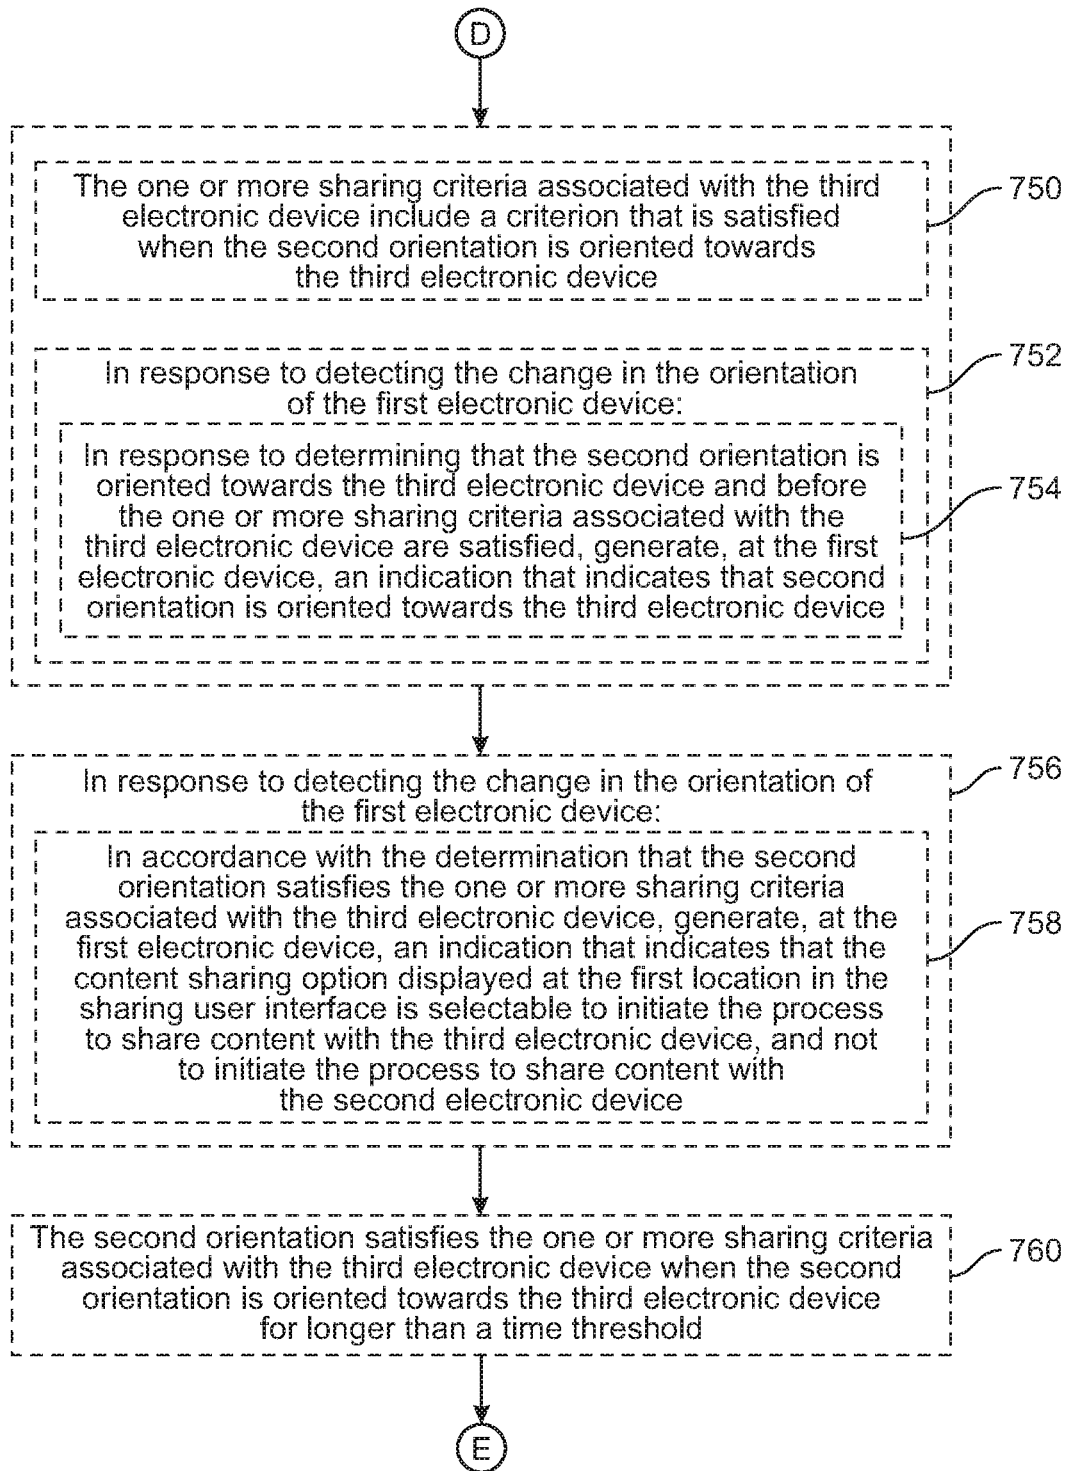 D
The one or more sharing criteria associated with the third
electronic device include a criterion that is satisfied
when the second orientation is oriented towards
the third electronic device
750
In response to detecting the change in the orientation
of the first electronic device:
752
In response to determining that the second orientation is
oriented towards the third electronic device and before
the one or more sharing criteria associated with the
third electronic device are satisfied, generate, at the first
electronic device, an indication that indicates that second
orientation is oriented towards the third electronic device
754
In response to detecting the change in the orientation of
the first electronic device:
756
In accordance with the determination that the second
orientation satisfies the one or more sharing criteria
associated with the third electronic device, generate, at the
first electronic device, an indication that indicates that the
content sharing option displayed at the first location in the
sharing user interface is selectable to initiate the process
to share content with the third electronic device, and not
to initiate the process to share content with
the second electronic device
758
The second orientation satisfies the one or more sharing criteria
associated with the third electronic device when the second
orientation is oriented towards the third electronic device
for longer than a time threshold
760
E